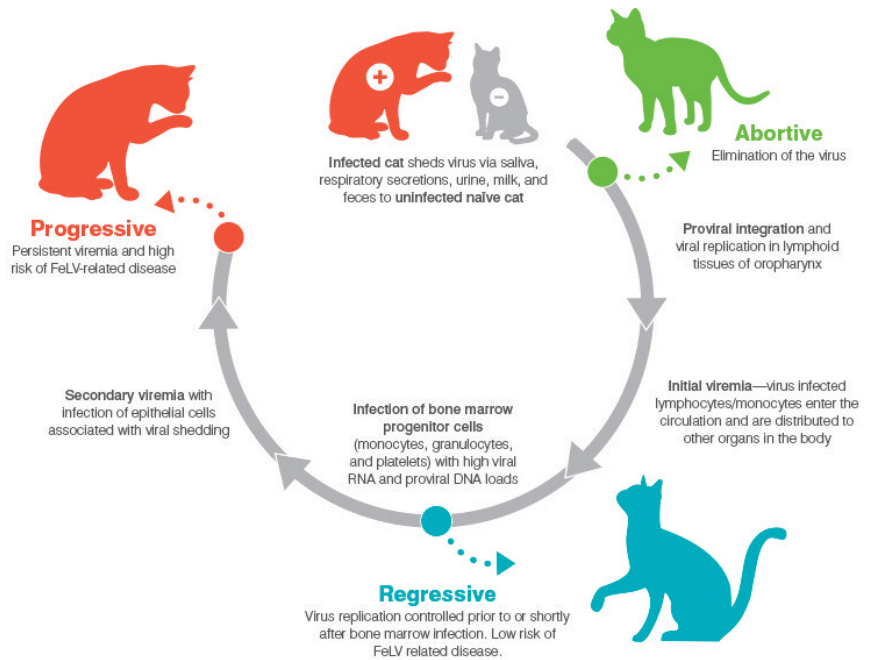 Infected cat sheds virus via saliva,
respiratory secretions, urine, milk, and
feces to uninfected naïve cat
Abortive
Elimination of the virus
Proviral integration and
viral replication in lymphoid
tissues of oropharynx
Initial viremia—virus infected
lymphocytes/monocytes enter the
circulation and are distributed to
other organs in the body
Infection of bone marrow
progenitor cells
(monocytes, granulocytes,
and platelets) with high viral
RNA and proviral DNA loads
Regressive
Virus replication controlled prior to or shortly
after bone marrow infection. Low risk of
FeLV related disease.
Secondary viremia with
infection of epithelial cells
associated with viral shedding
Progressive
Persistent viremia and high
risk of FeLV-related disease